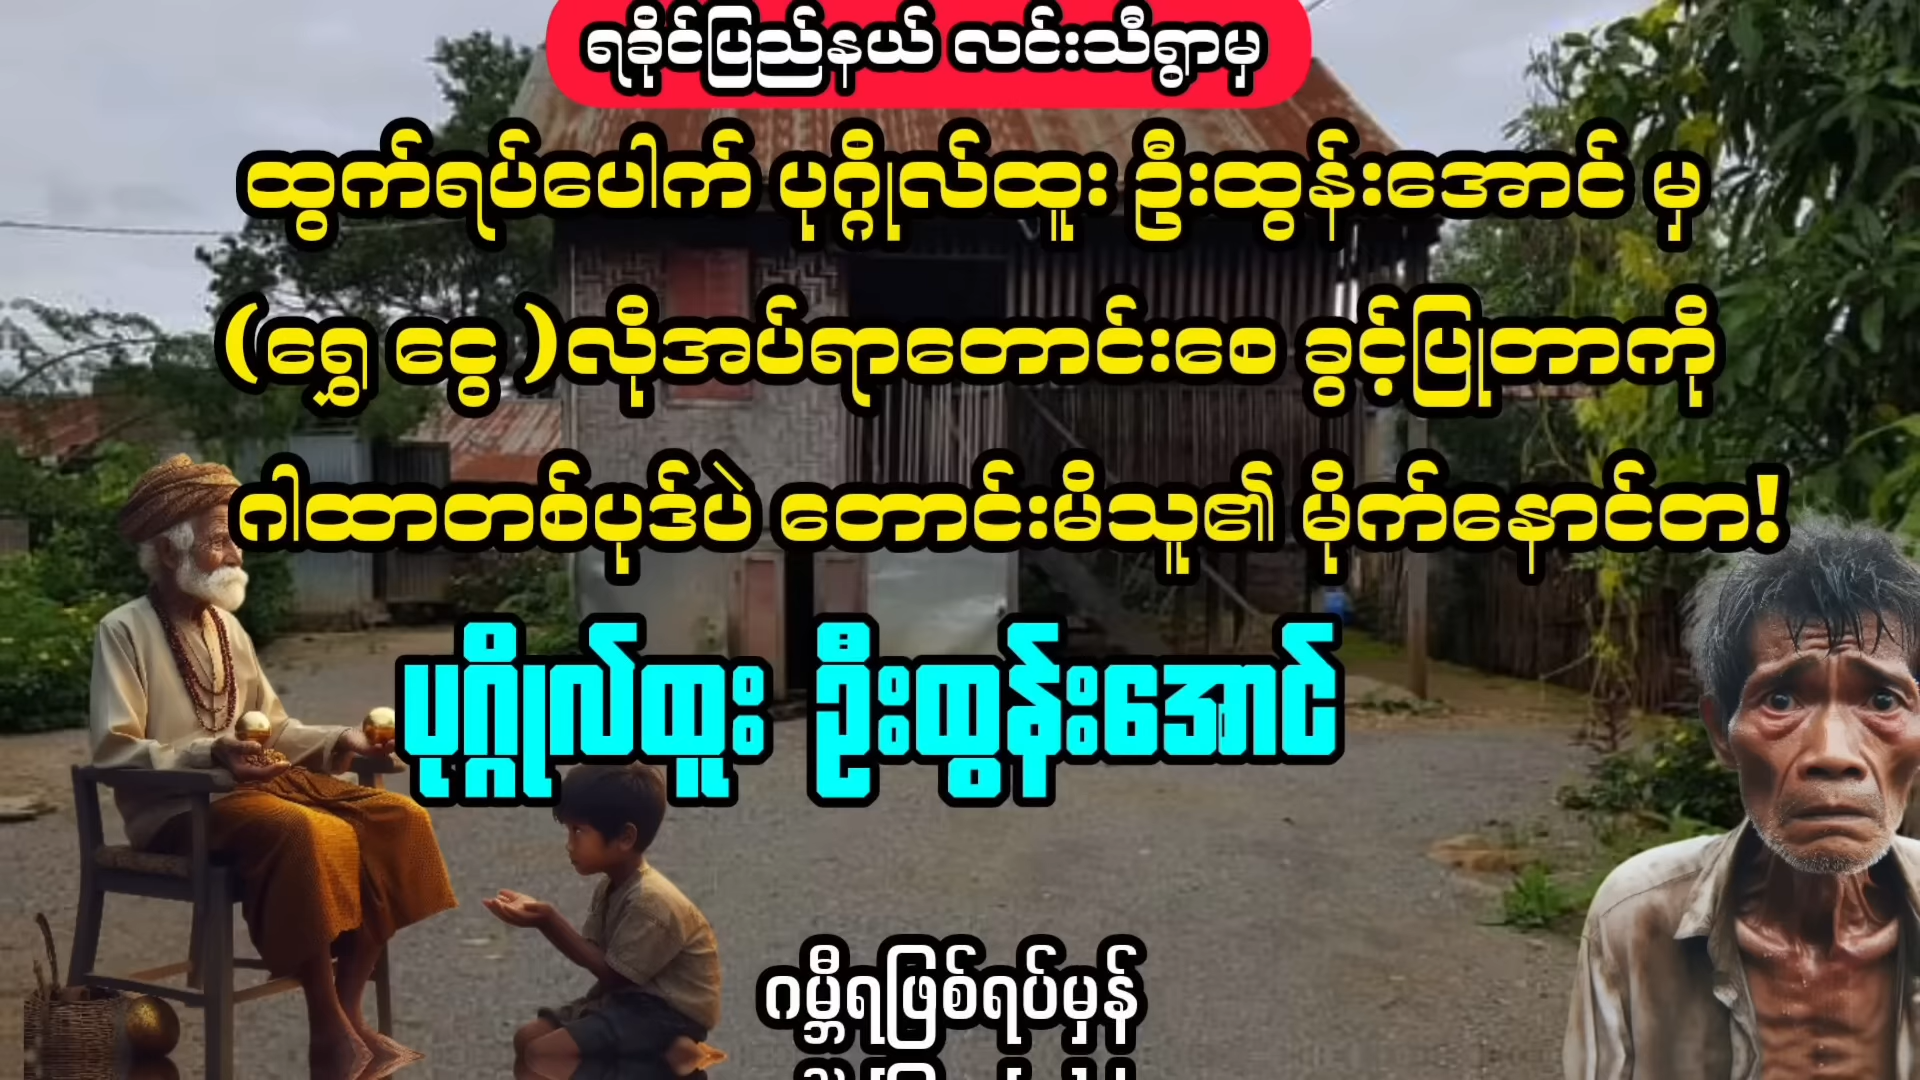 ရခိုင်ပြည်နယ် လင်းသီရွာမှ
ထွက်ရပ်ပေါက် ပုဂ္ဂိုလ်ထူး ဦးထွန်းအောင် မှ
(ရွှေ ငွေ )လိုအပ်ရာတောင်းစေ ခွင့်ပြုတာကို
ဂါထာတစ်ပုဒ်ပဲ တောင်းမိသူ၏ မိုက်နောင်တ!
ပုဂ္ဂိုလ်ထူး ဦးထွန်းအောင်
ဂမ္ဘီရဖြစ်ရပ်မှန်